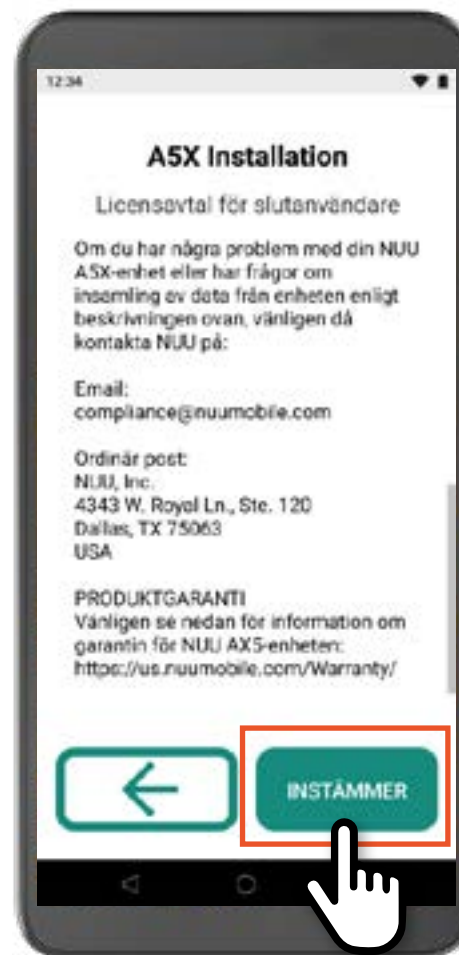 12:34
A5X Installation
Licensavtal för slutanvändare
Om du har några problem med din NUU
A5X-enhet eller har frågor om
insamling av data från enheten enligt
beskrivningen ovan, vänligen då
kontakta NUU på:
Email:
compliance@nuumobile.com
Ordinär post:
NUU, Inc.
4343 W. Royal Ln., Ste. 120
Dallas, TX 75063
USA
PRODUKTGARANTI
Vänligen se nedan för information om
garantin för NUU AX5-enheten:
https://us.nuumobile.com/Warranty/
INSTÄMMER